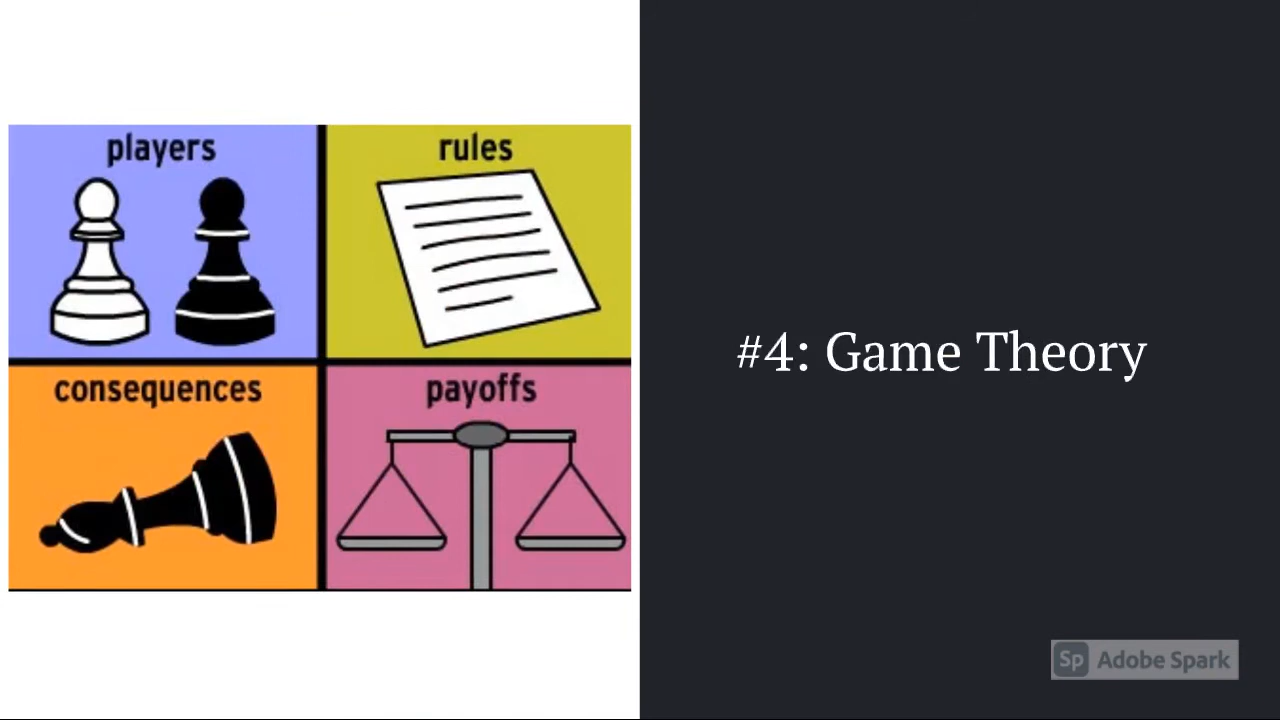 players
rules
consequences
payoffs
#4: Game Theory
Sp Adobe Spark